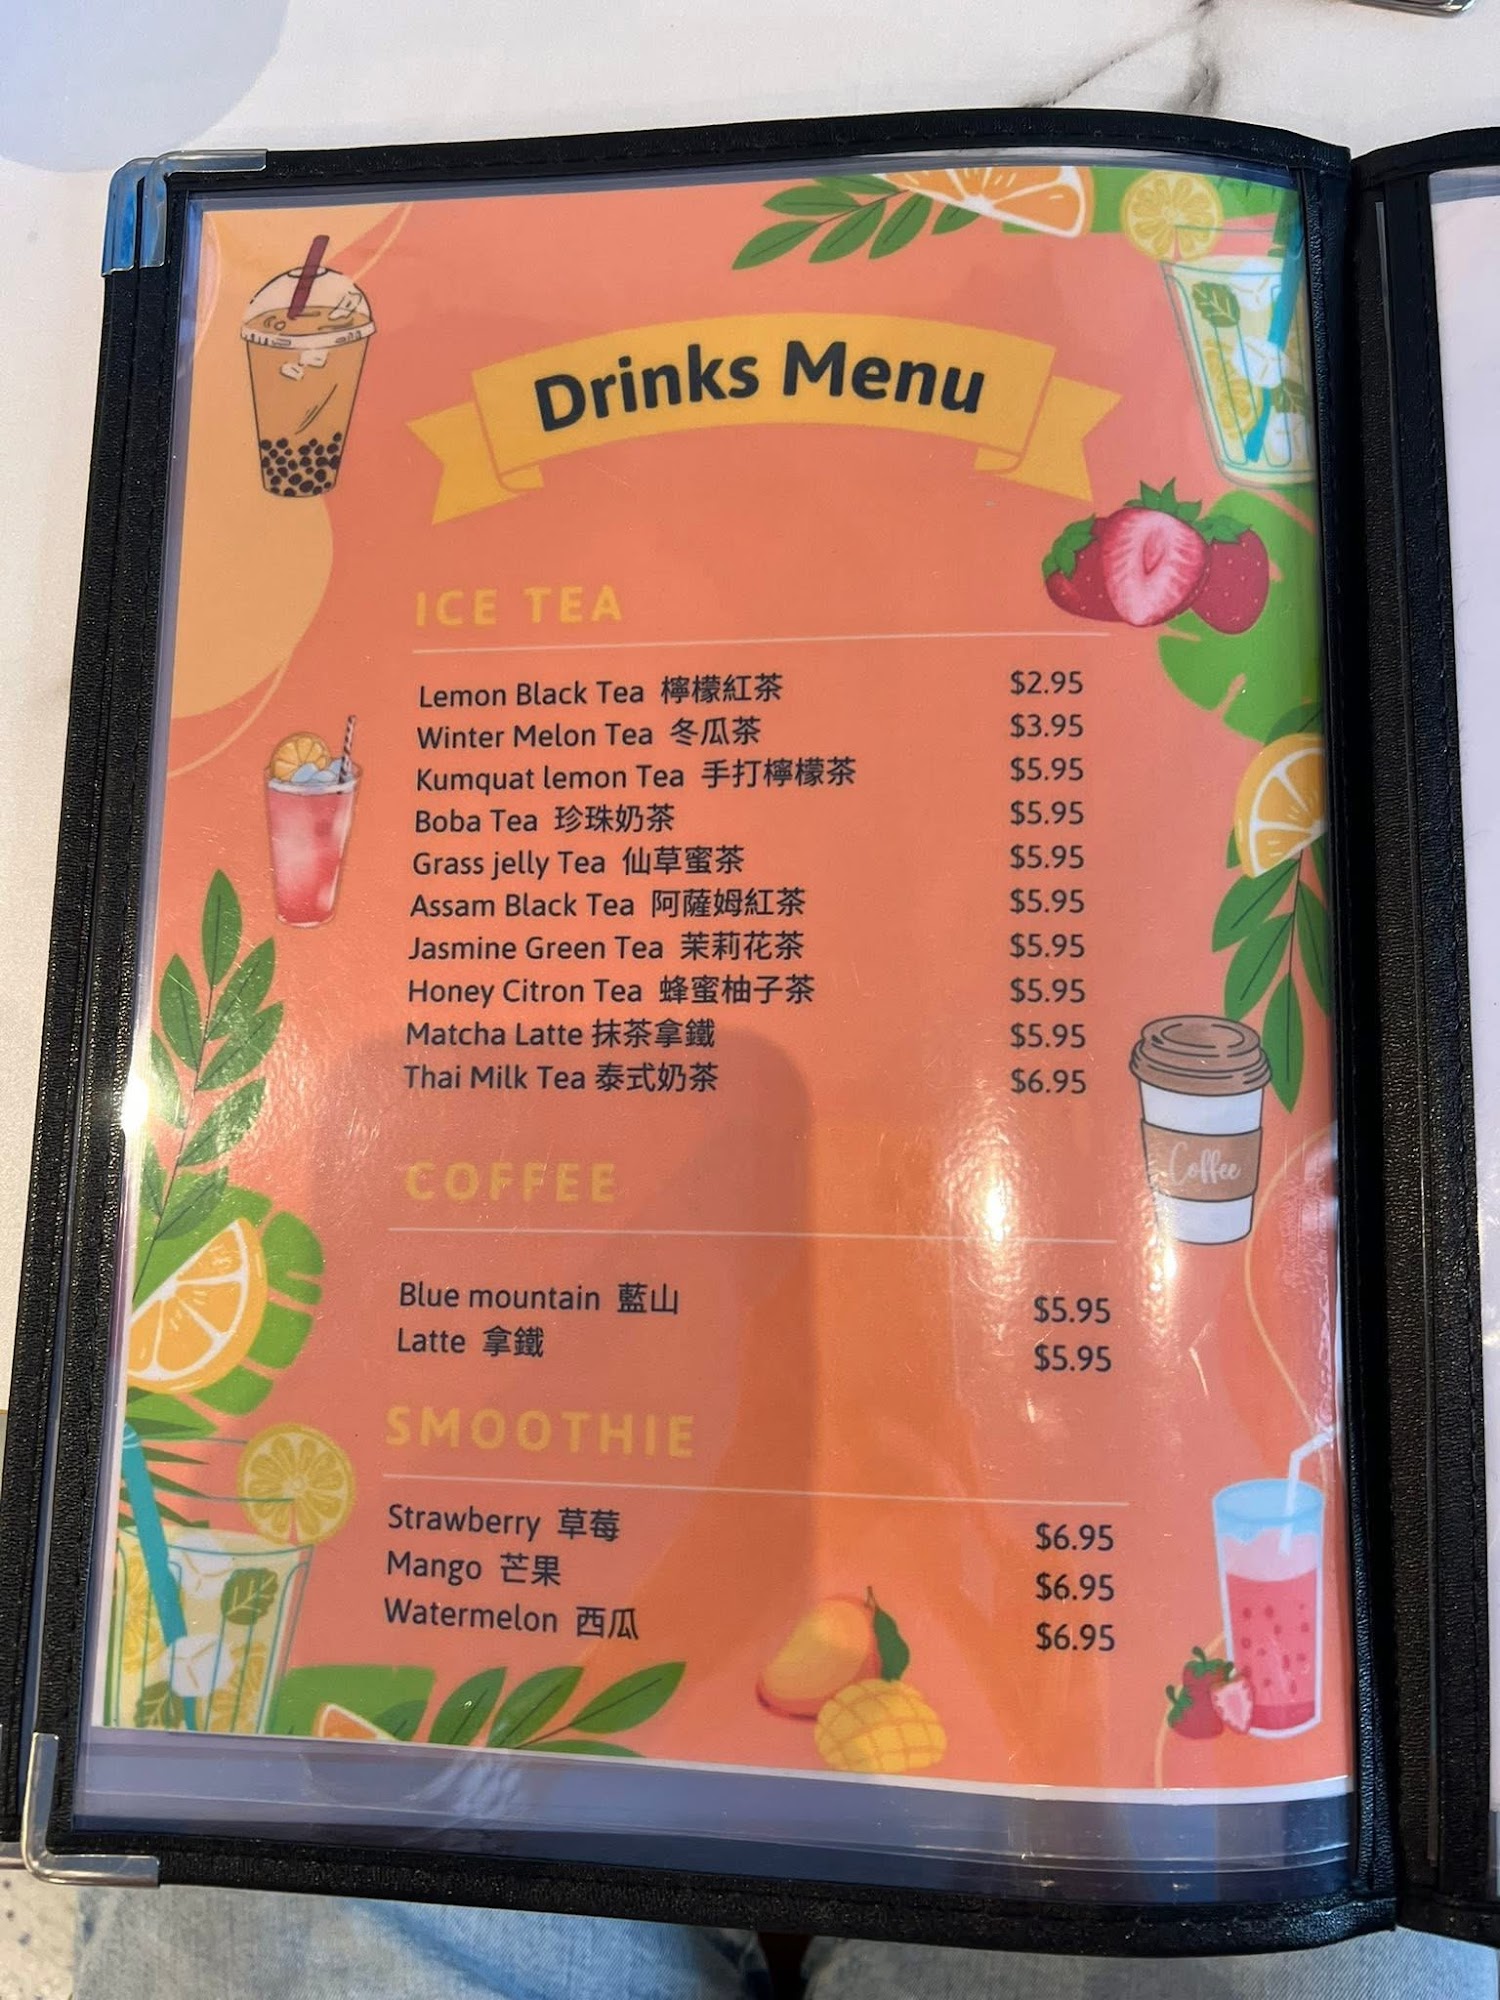 Drinks Menu
ICE TEA
Lemon Black Tea 檸檬紅茶 $2.95
Winter Melon Tea 冬瓜茶 $3.95
Kumquat lemon Tea 手打檸檬茶 $5.95
Boba Tea 珍珠奶茶 $5.95
Grass jelly Tea 仙草蜜茶 $5.95
Assam Black Tea 阿薩姆紅茶 $5.95
Jasmine Green Tea 茉莉花茶 $5.95
Honey Citron Tea 蜂蜜柚子茶 $5.95
Matcha Latte 抹茶拿鐵 $5.95
Thai Milk Tea 泰式奶茶 $6.95
Coffee
COFFEE
Blue mountain 藍山 $5.95
Latte 拿鐵 $5.95
SMOOTHIE
Strawberry 草莓 $6.95
Mango 芒果 $6.95
Watermelon 西瓜 $6.95